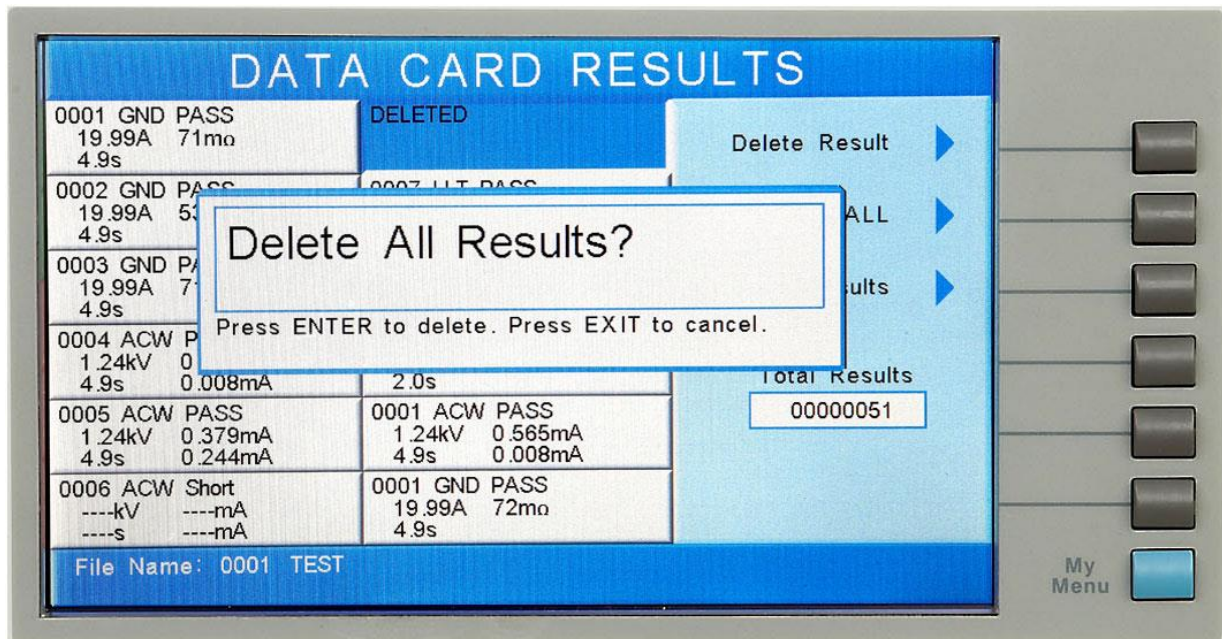 DATA CARD RESULTS
0001 GND PASS
19.99A 71mΩ
4.9s
0002 GND PASS
19.99A
4.9s
0003 GND
19.99A
4.9s
0004 ACW
1.24kV
4.9s 0.008mA
0005 ACW PASS
1.24kV 0.379mA
4.9s 0.244mA
0006 ACW Short
----kV ----mA
----s ----mA
DELETED
0007 LLT PASS
2.0s
0001 ACW PASS
1.24kV 0.565mA
4.9s 0.008mA
0001 GND PASS
19.99A 72mΩ
4.9s
Delete All Results?
Press ENTER to delete. Press EXIT to cancel.
Delete Result
ALL
Total Results
00000051
File Name: 0001 TEST
My
Menu